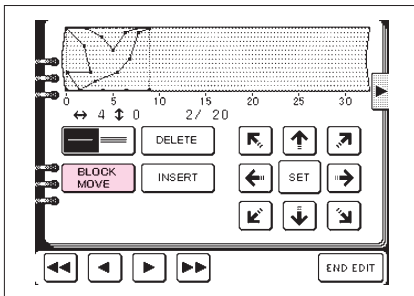 0 5 10 15 20 25 30
↔ 4 ↕ 0 2/ 20
DELETE
BLOCK
MOVE
INSERT
SET
END EDIT